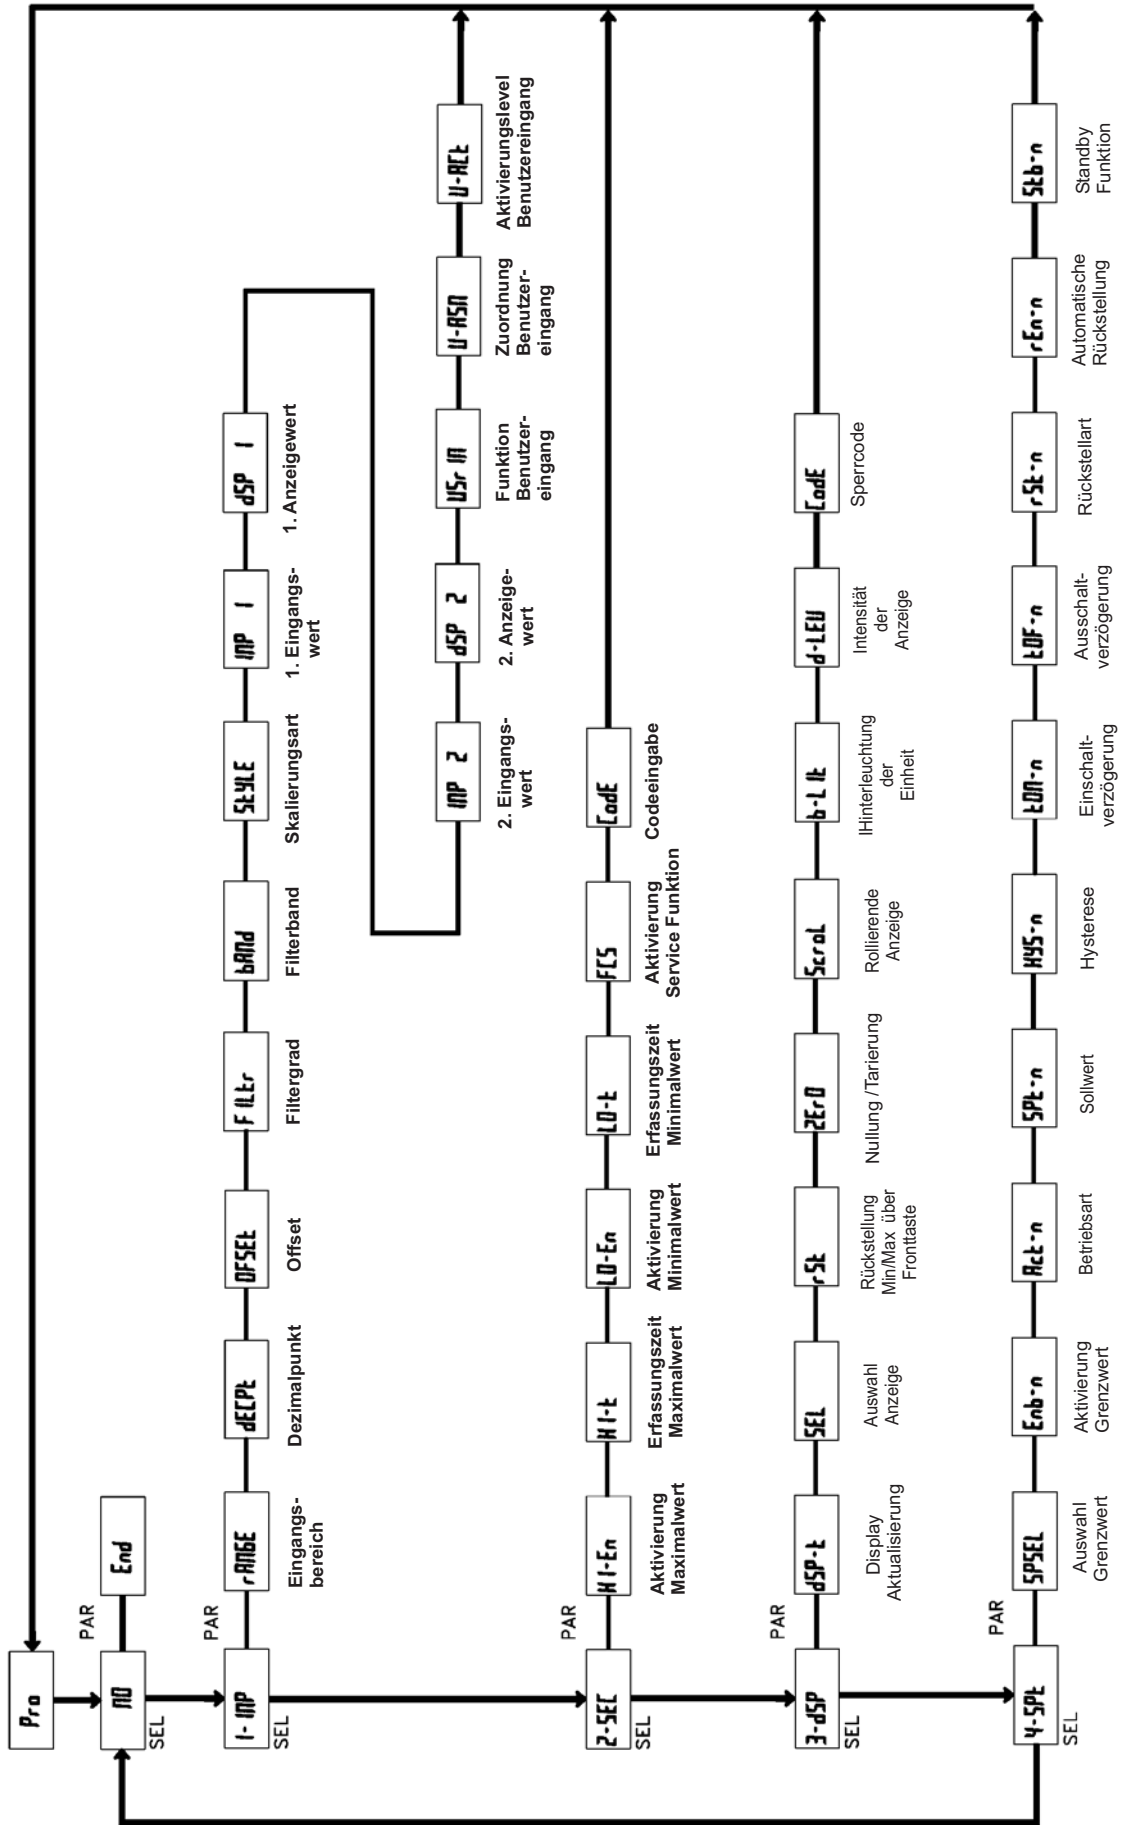 Pro
NO
SEL
PAR
End
1-INP
SEL
PAR
rANGE
Eingangs-
bereich
dECPt
Dezimalpunkt
OFSEt
Offset
FILtr
Filtergrad
bANd
Filterband
StYLE
Skalierungsart
INP 1
1. Eingangs-
wert
dSP 1
1. Anzeigewert
INP 2
2. Eingangs-
wert
dSP 2
2. Anzeige-
wert
USr IN
Funktion
Benutzer-
eingang
U-ASN
Zuordnung
Benutzer-
eingang
U-ACt
Aktivierungslevel
Benutzereingang
2-SEC
SEL
PAR
HI-En
Aktivierung
Maximalwert
HI-t
Erfassungszeit
Maximalwert
LO-En
Aktivierung
Minimalwert
LO-t
Erfassungszeit
Minimalwert
FCS
Aktivierung
Service Funktion
CodE
Codeeingabe
3-dSP
SEL
PAR
dSP-t
Display
Aktualisierung
SEL
Auswahl
Anzeige
rSt
Rückstellung
Min/Max über
Fronttaste
ZErO
Nullung /Tarierung
ScroL
Rollierende
Anzeige
b-LIt
lHinterleuchtung
der
Einheit
d-LEU
Intensität
der
Anzeige
CodE
Sperrcode
4-SPt
SEL
PAR
SPSEL
Auswahl
Grenzwert
Enb-n
Aktivierung
Grenzwert
Act-n
Betriebsart
SPt-n
Sollwert
HYS-n
Hysterese
tON-n
Einschalt-
verzögerung
tOF-n
Ausschalt-
verzögerung
rSt-n
Rückstellart
rEn-n
Automatische
Rückstellung
Stb-n
Standby
Funktion